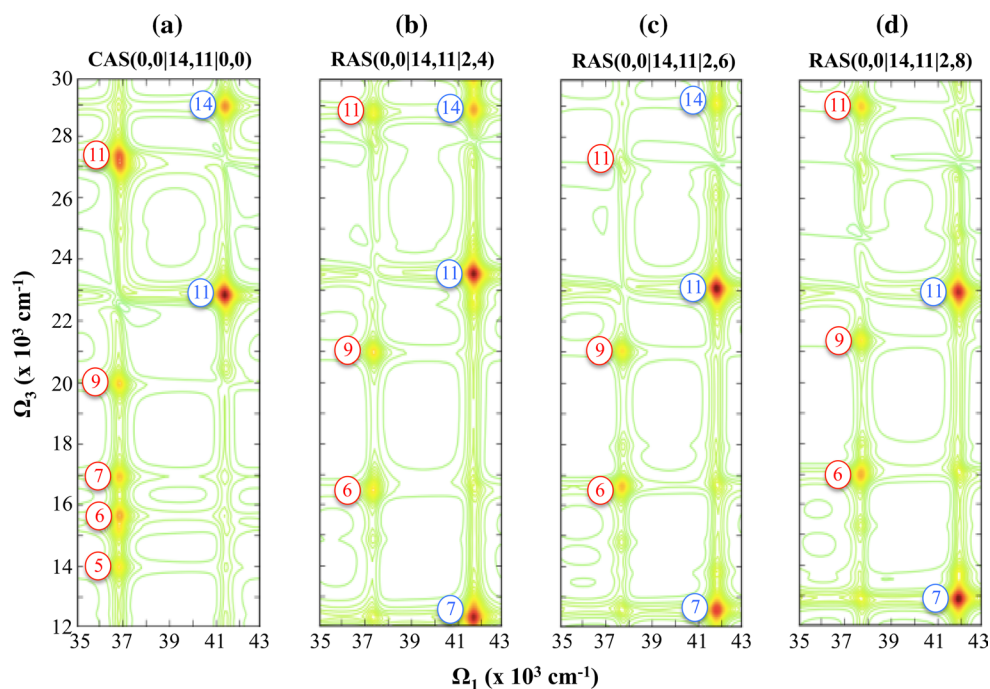 (a) (b) (c) (d)
CAS(0,0|14,11|0,0) RAS(0,0|14,11|2,4) RAS(0,0|14,11|2,6) RAS(0,0|14,11|2,8)
30
14 11 14 14 11
28
11 11
26
24
11 11 11 11
22
9 9 9
20 9
18
7 6 6 6
16
6
14 5
7 7 7
12
35 37 39 41 43 35 37 39 41 43 35 37 39 41 43 35 37 39 41 43
Ω3 (x 10³ cm⁻¹)
Ω1 (x 10³ cm⁻¹)